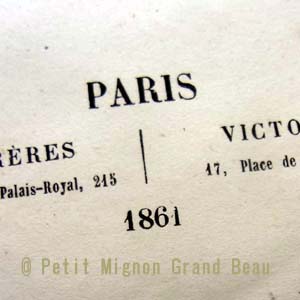 PARIS
RÈRES
Palais-Royal, 215
VICTO
17, Place de
1861
@ Petit Mignon Grand Beau